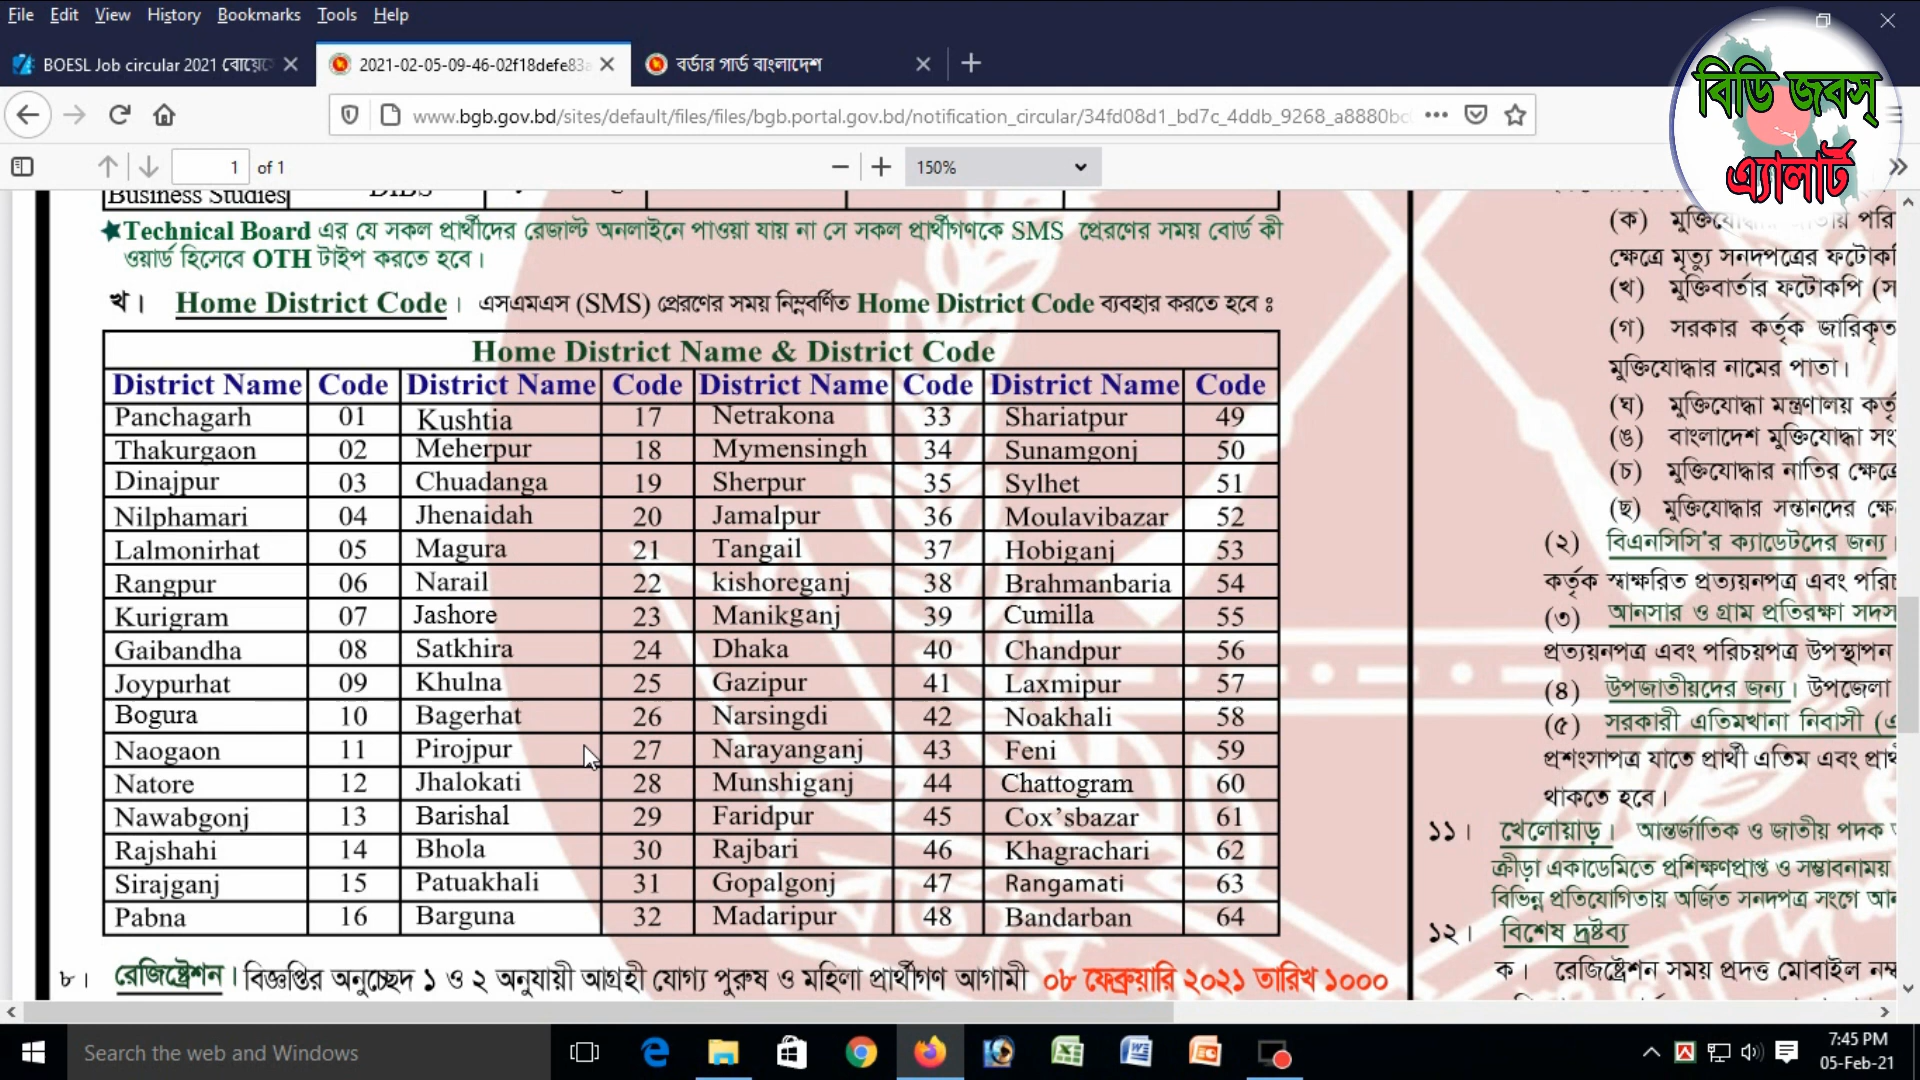 File Edit View History Bookmarks Tools Help
BOESL Job circular 2021
2021-02-05-09-46-02f18defe83
বর্ডার গার্ড বাংলাদেশ
www.bgb.gov.bd/sites/default/files/files/bgb.portal.gov.bd/notification_circular/34fd08d1_bd7c_4ddb_9268_a8880bc
বিডি জবস্
এ্যালার্ট
1 of 1
150%
Business Studies DIBS
★Technical Board এর যে সকল প্রার্থীদের রেজাল্ট অনলাইনে পাওয়া যায় না সে সকল প্রার্থীগণকে SMS প্রেরণের সময় বোর্ড কী
ওয়ার্ড হিসেবে OTH টাইপ করতে হবে।
খ। Home District Code। এসএমএস (SMS) প্রেরণের সময় নিম্নবর্ণিত Home District Code ব্যবহার করতে হবে ঃ
Home District Name & District Code
District Name Code District Name Code District Name Code District Name Code
Panchagarh 01 Kushtia 17 Netrakona 33 Shariatpur 49
Thakurgaon 02 Meherpur 18 Mymensingh 34 Sunamgonj 50
Dinajpur 03 Chuadanga 19 Sherpur 35 Sylhet 51
Nilphamari 04 Jhenaidah 20 Jamalpur 36 Moulavibazar 52
Lalmonirhat 05 Magura 21 Tangail 37 Hobiganj 53
Rangpur 06 Narail 22 kishoreganj 38 Brahmanbaria 54
Kurigram 07 Jashore 23 Manikganj 39 Cumilla 55
Gaibandha 08 Satkhira 24 Dhaka 40 Chandpur 56
Joypurhat 09 Khulna 25 Gazipur 41 Laxmipur 57
Bogura 10 Bagerhat 26 Narsingdi 42 Noakhali 58
Naogaon 11 Pirojpur 27 Narayanganj 43 Feni 59
Natore 12 Jhalokati 28 Munshiganj 44 Chattogram 60
Nawabgonj 13 Barishal 29 Faridpur 45 Cox'sbazar 61
Rajshahi 14 Bhola 30 Rajbari 46 Khagrachari 62
Sirajganj 15 Patuakhali 31 Gopalgonj 47 Rangamati 63
Pabna 16 Barguna 32 Madaripur 48 Bandarban 64
৮। রেজিষ্ট্রেশন। বিজ্ঞপ্তির অনুচ্ছেদ ১ ও ২ অনুযায়ী আগ্রহী যোগ্য পুরুষ ও মহিলা প্রার্থীগণ আগামী ০৮ ফেব্রুয়ারি ২০২১ তারিখ ১০০০
(ক) পরি
ক্ষেত্রে মৃত্যু সনদপত্রের ফটোকপি
(খ) মুক্তিবার্তার ফটোকপি (স
(গ) সরকার কর্তৃক জারিকৃত
মুক্তিযোদ্ধার নামের পাতা।
(ঘ) মুক্তিযোদ্ধা মন্ত্রণালয় কর্তৃ
(ঙ) বাংলাদেশ মুক্তিযোদ্ধা সং
(চ) মুক্তিযোদ্ধার নাতির ক্ষেত্রে
(ছ) মুক্তিযোদ্ধার সন্তানদের ক্ষে
(২) বিএনসিসি'র ক্যাডেটদের জন্য।
কর্তৃক স্বাক্ষরিত প্রত্যয়নপত্র এবং পরিচ
(৩) আনসার ও গ্রাম প্রতিরক্ষা সদস
প্রত্যয়নপত্র এবং পরিচয়পত্র উপস্থাপন
(৪) উপজাতীয়দের জন্য। উপজেলা
(৫) সরকারী এতিমখানা নিবাসী (এ
প্রশংসাপত্র যাতে প্রার্থী এতিম এবং প্রার্থ
থাকতে হবে।
১১। খেলোয়াড়। আন্তর্জাতিক ও জাতীয় পদক
ক্রীড়া একাডেমিতে প্রশিক্ষণপ্রাপ্ত ও সম্ভাবনাময়
বিভিন্ন প্রতিযোগিতায় অর্জিত সনদপত্র সংগে আন
১২। বিশেষ দ্রষ্টব্য
ক। রেজিষ্ট্রেশন সময় প্রদত্ত মোবাইল নম্ব
Search the web and Windows
7:45 PM
05-Feb-21